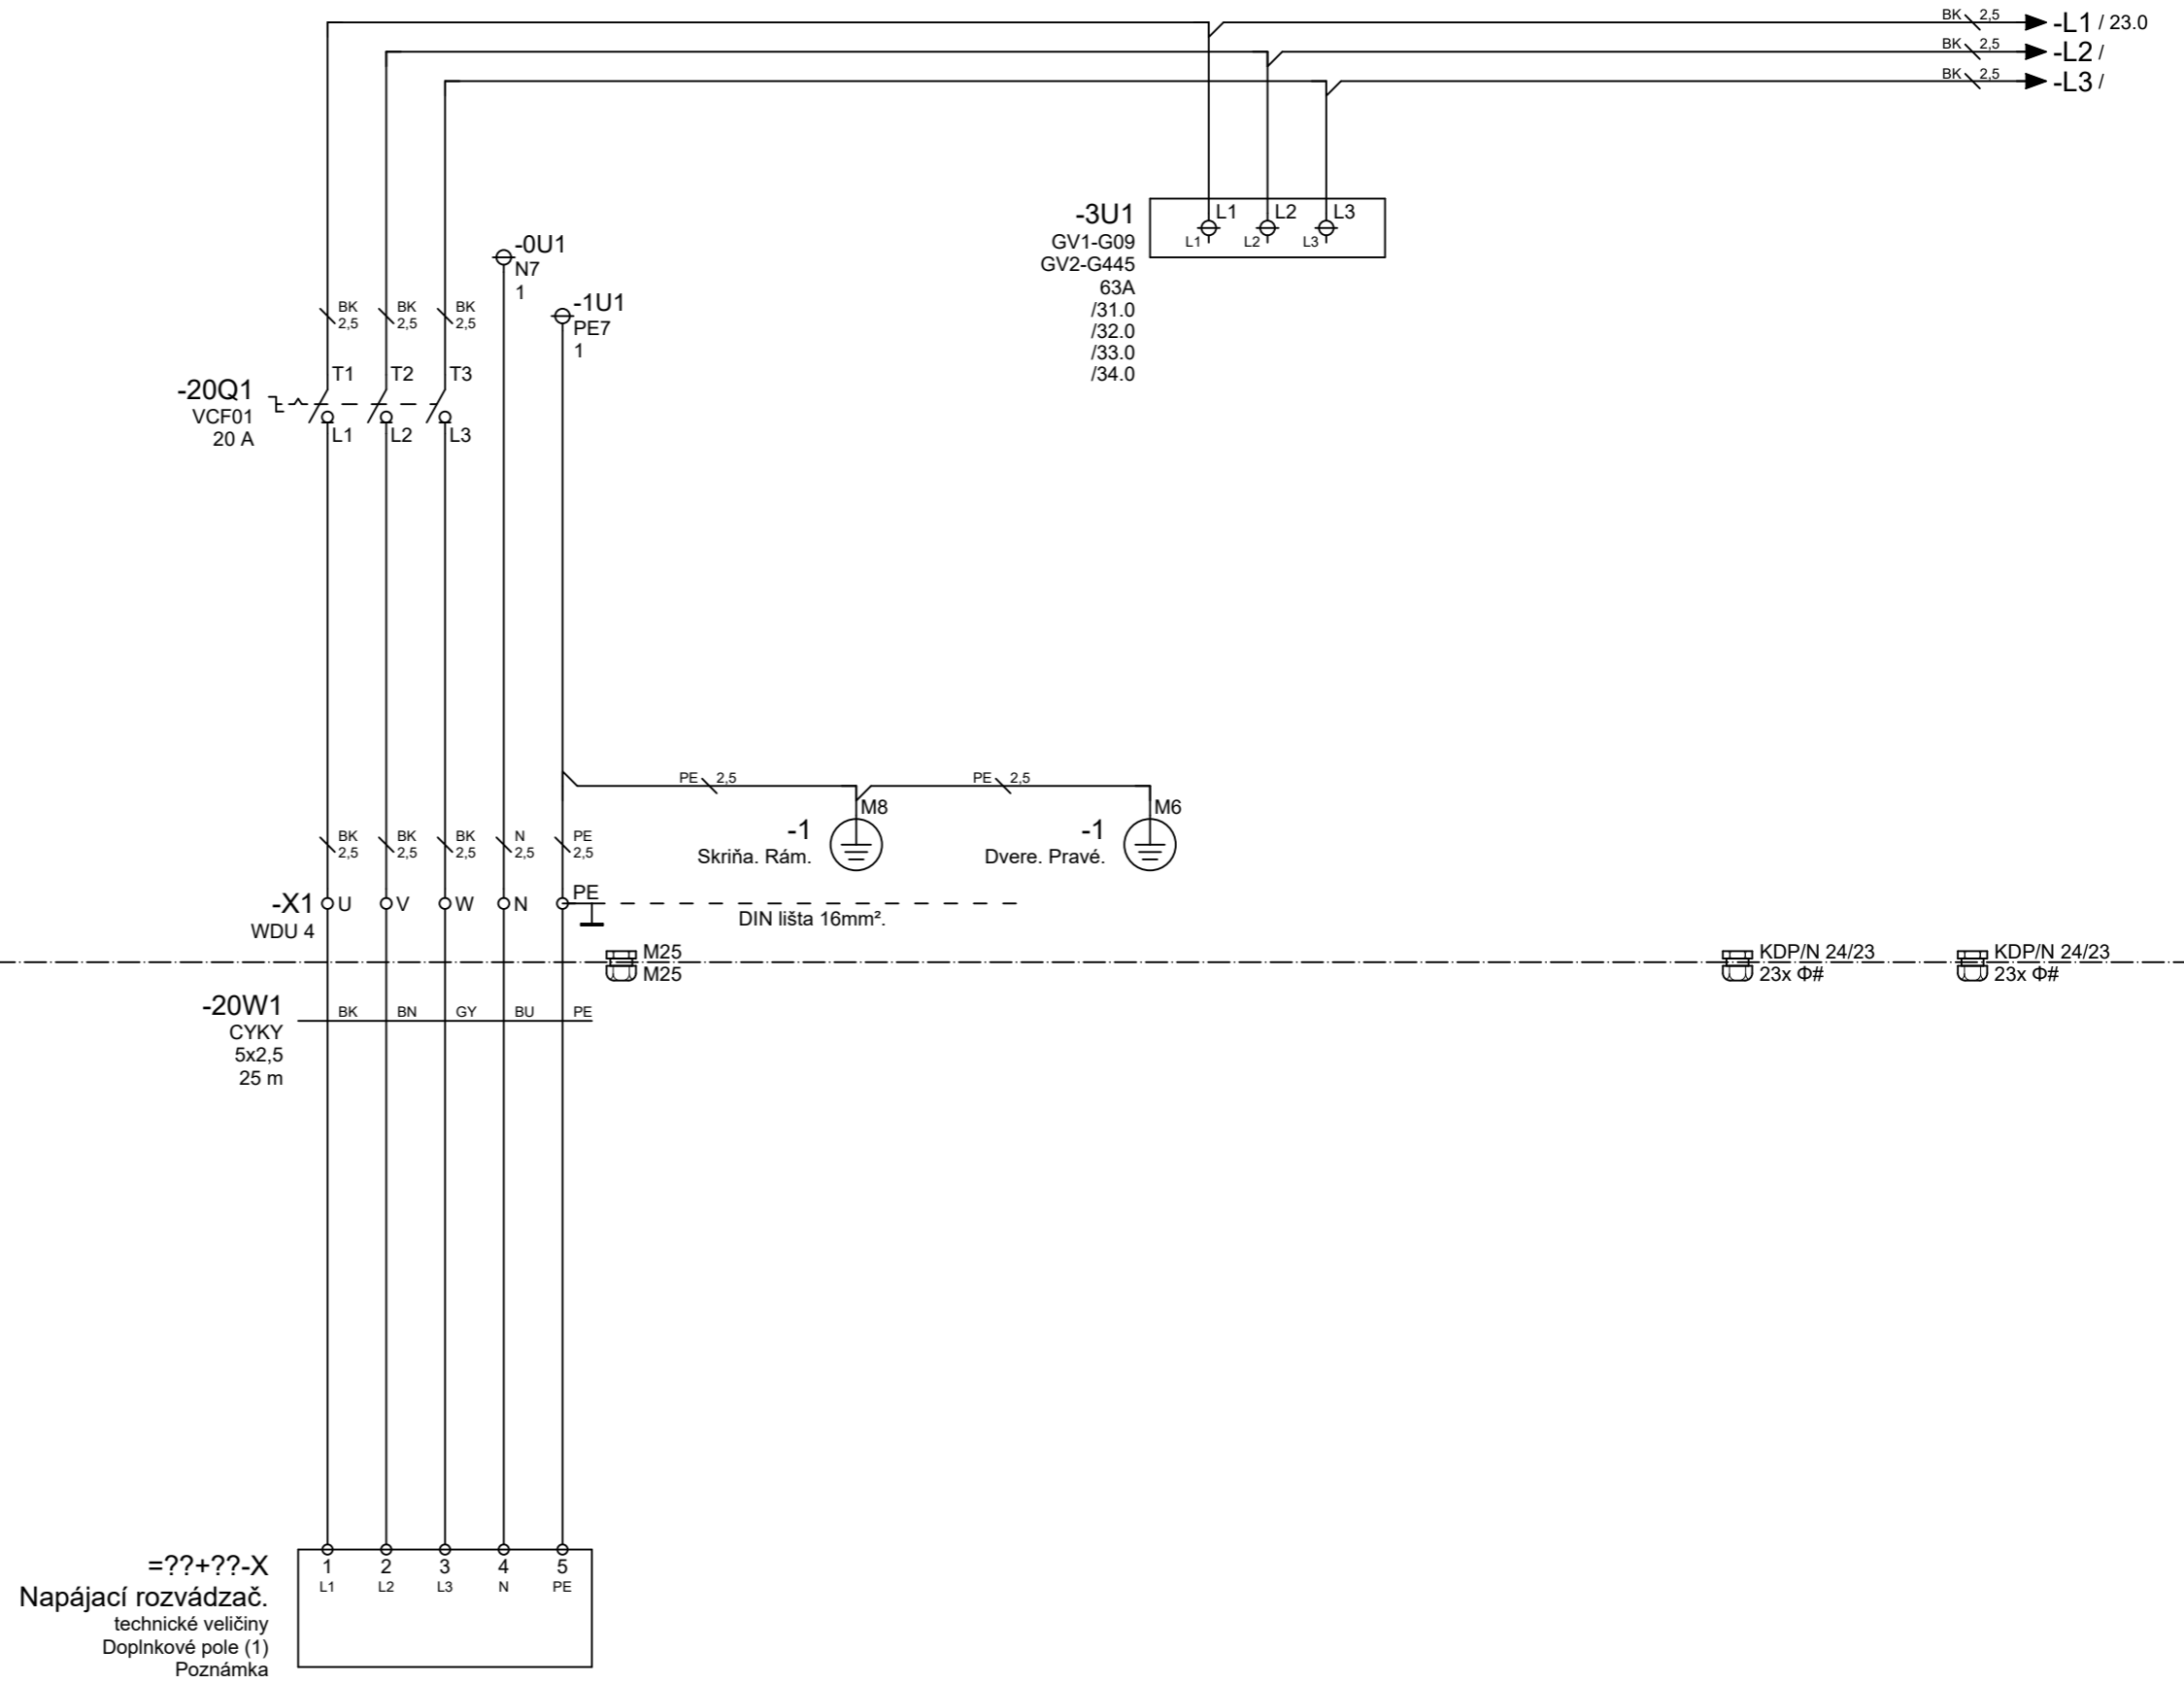 BK 2,5 -L1 / 23.0
BK 2,5 -L2 /
BK 2,5 -L3 /
-3U1
GV1-G09
GV2-G445
63A
/31.0
/32.0
/33.0
/34.0
L1 L2 L3
L1 L2 L3
-0U1
N7
1
-1U1
PE7
1
BK BK BK
2,5 2,5 2,5
T1 T2 T3
-20Q1
VCF01
20 A
L1 L2 L3
PE 2,5 PE 2,5
M8 M6
-1
Skriňa. Rám.
-1
Dvere. Pravé.
BK BK BK N PE
2,5 2,5 2,5 2,5 2,5
-X1 U V W N PE
WDU 4
DIN lišta 16mm².
M25
M25
KDP/N 24/23
23x Φ#
KDP/N 24/23
23x Φ#
-20W1
CYKY
5x2,5
25 m
BK BN GY BU PE
=??+??-X
Napájací rozvádzač.
technické veličiny
Doplnkové pole (1)
Poznámka
1 2 3 4 5
L1 L2 L3 N PE